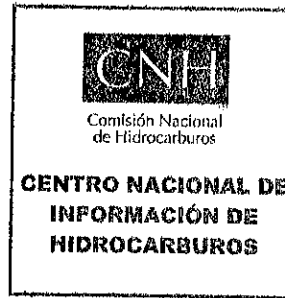 CNH
Comisión Nacional
de Hidrocarburos
CENTRO NACIONAL DE
INFORMACIÓN DE
HIDROCARBUROS